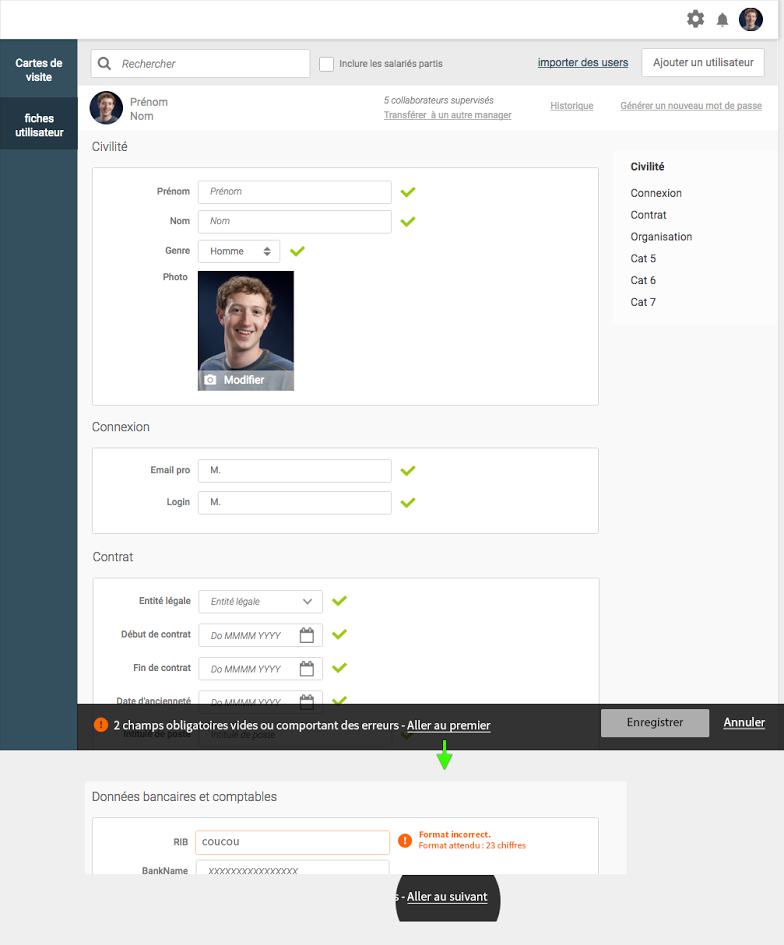 Cartes de
visite
fiches
utilisateur
Rechercher
Inclure les salariés partis
importer des users
Ajouter un utilisateur
Prénom
Nom
5 collaborateurs supervisés
Transférer à un autre manager
Historique
Générer un nouveau mot de passe
Civilité
Prénom
Prénom
Nom
Nom
Genre
Homme
Photo
Modifier
Civilité
Connexion
Contrat
Organisation
Cat 5
Cat 6
Cat 7
Connexion
Email pro
M.
Login
M.
Contrat
Entité légale
Entité légale
Début de contrat
Do MMMM YYYY
Fin de contrat
Do MMMM YYYY
Date d'ancienneté
Do MMMM YYYY
! 2 champs obligatoires vides ou comportant des erreurs - Aller au premier
Enregistrer
Annuler
Intitulé de poste
Intitulé de poste
Données bancaires et comptables
RIB
coucou
! Format incorrect.
Format attendu : 23 chiffres
BankName
XXXXXXXXXXXXXXXX
s - Aller au suivant